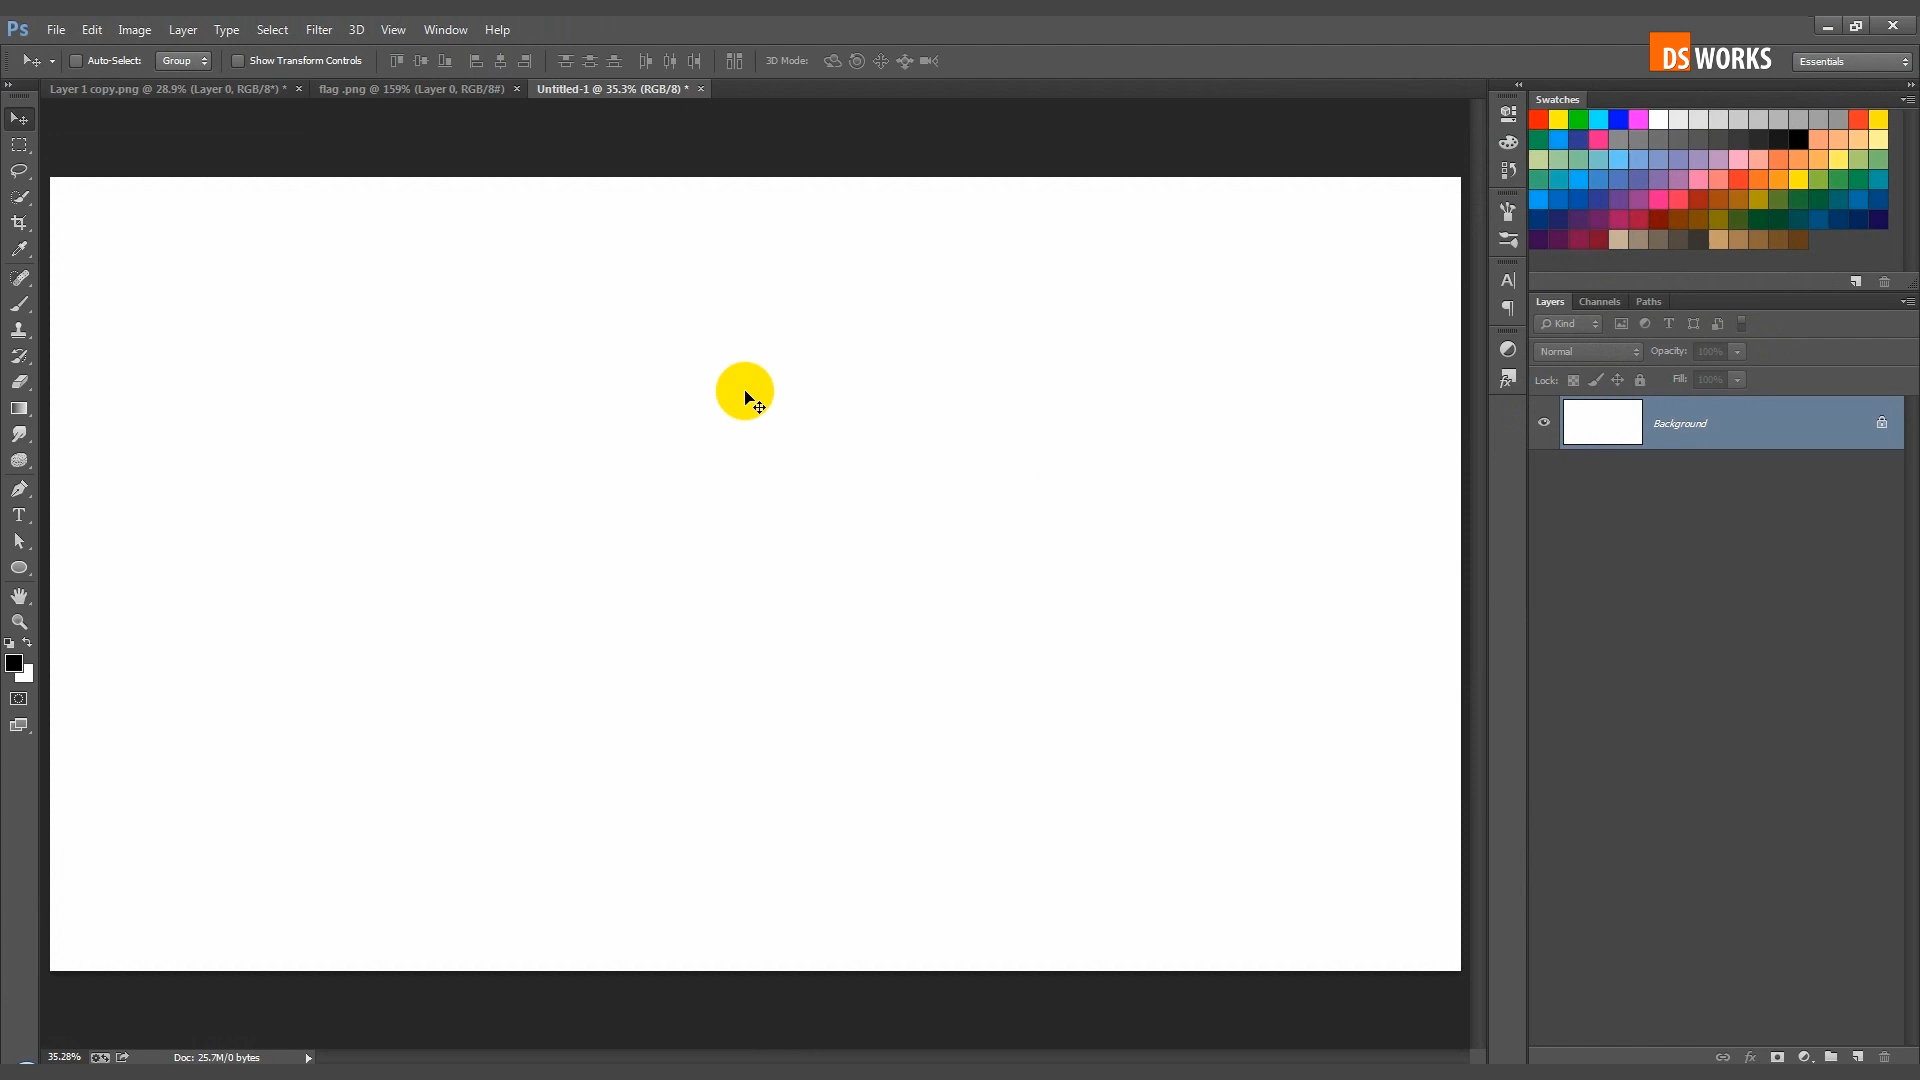 Ps File Edit Image Layer Type Select Filter 3D View Window Help
Auto-Select: Group Show Transform Controls 3D Mode: DS WORKS Essentials
Layer 1 copy.png @ 28.9% (Layer 0, RGB/8*) * × flag .png @ 159% (Layer 0, RGB/8#) × Untitled-1 @ 35.3% (RGB/8) * ×
Swatches
Layers Channels Paths
Kind
Normal Opacity: 100%
Lock: Fill: 100%
Background
35.28% Doc: 25.7M/0 bytes